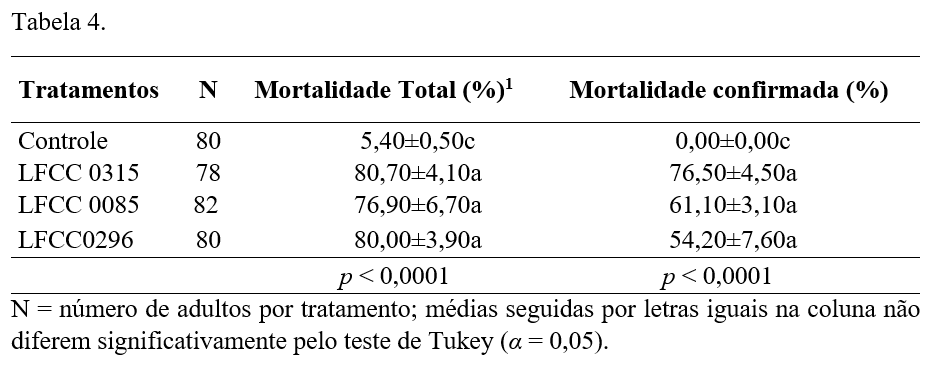 Tabela 4.
Tratamentos N Mortalidade Total (%)¹ Mortalidade confirmada (%)
Controle 80 5,40±0,50c 0,00±0,00c
LFCC 0315 78 80,70±4,10a 76,50±4,50a
LFCC 0085 82 76,90±6,70a 61,10±3,10a
LFCC0296 80 80,00±3,90a 54,20±7,60a
p < 0,0001 p < 0,0001
N = número de adultos por tratamento; médias seguidas por letras iguais na coluna não
diferem significativamente pelo teste de Tukey (α = 0,05).